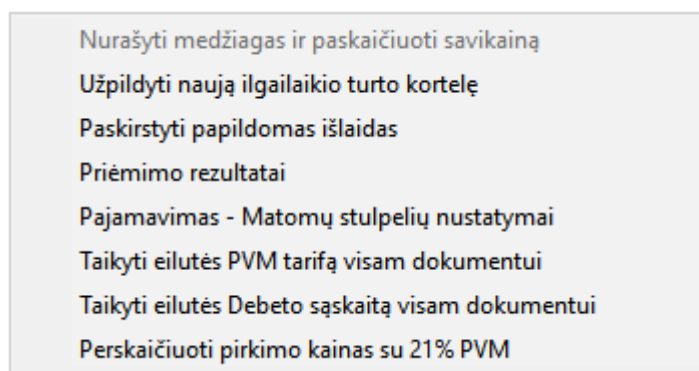 Nurašyti medžiagas ir paskaičiuoti savikainą
Užpildyti naują ilgailaikio turto kortelę
Paskirstyti papildomas išlaidas
Priėmimo rezultatai
Pajamavimas - Matomų stulpelių nustatymai
Taikyti eilutės PVM tarifą visam dokumentui
Taikyti eilutės Debeto sąskaitą visam dokumentui
Perskaičiuoti pirkimo kainas su 21% PVM